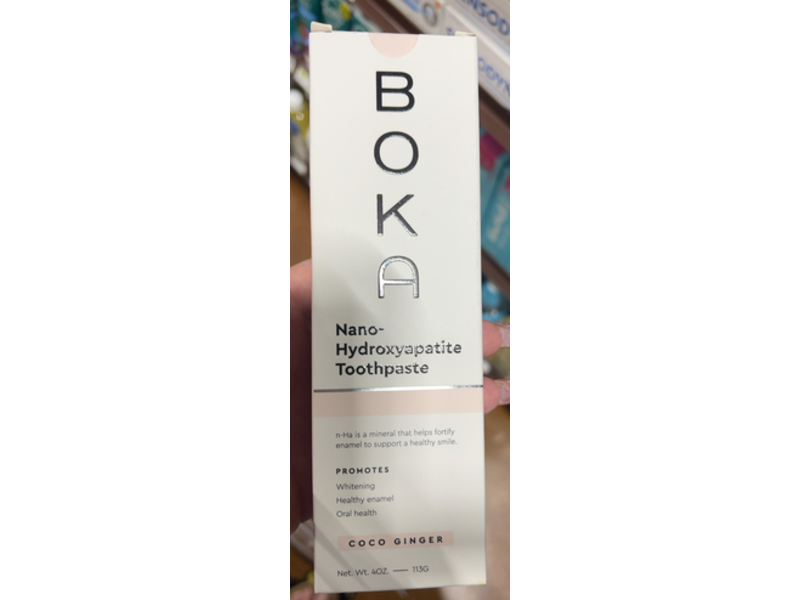 BOKA
Nano-
Hydroxyapatite
Toothpaste
n-Ha is a mineral that helps fortify
enamel to support a healthy smile.
PROMOTES
Whitening
Healthy enamel
Oral health
COCO GINGER
Net. Wt. 4OZ. — 113G